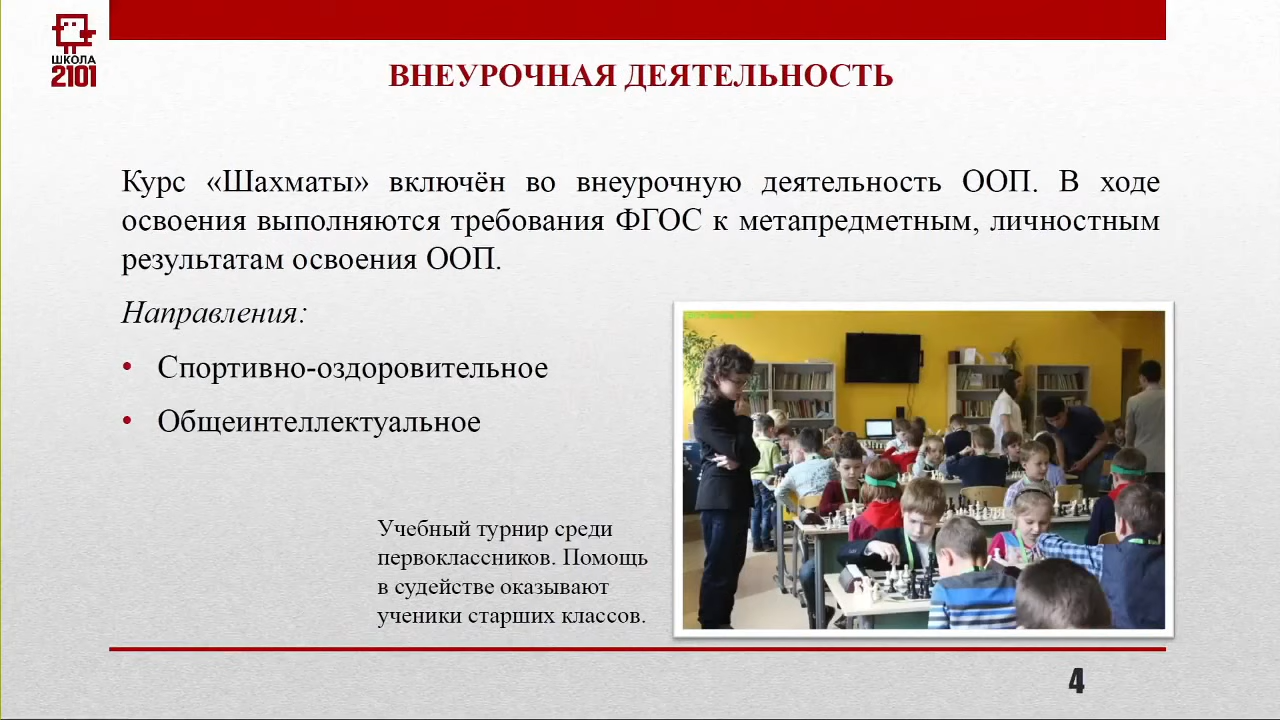 ШКОЛА
2101
ВНЕУРОЧНАЯ ДЕЯТЕЛЬНОСТЬ
Курс «Шахматы» включён во внеурочную деятельность ООП. В ходе
освоения выполняются требования ФГОС к метапредметным, личностным
результатам освоения ООП.
Направления:
• Спортивно-оздоровительное
• Общеинтеллектуальное
Учебный турнир среди
первоклассников. Помощь
в судействе оказывают
ученики старших классов.
4